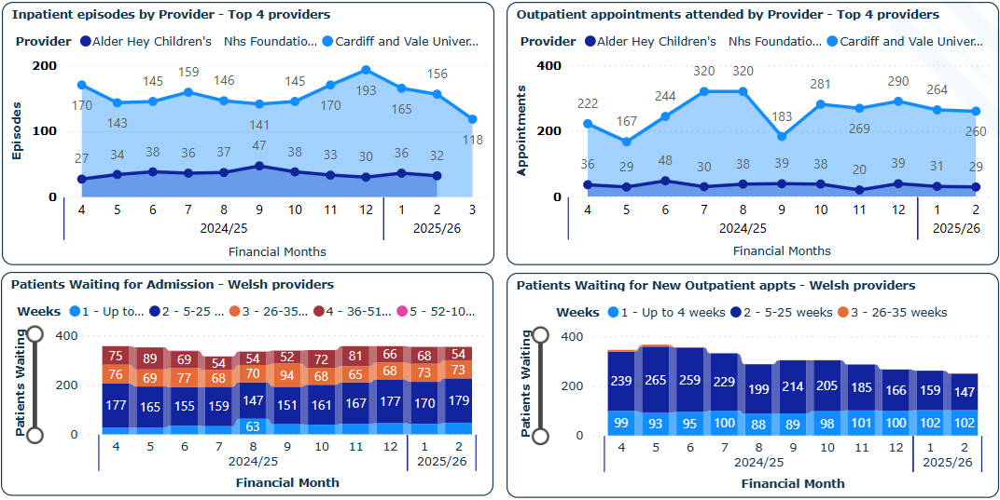 Inpatient episodes by Provider - Top 4 providers
Provider Alder Hey Children's Nhs Foundatio... Cardiff and Vale Univer...
200
100
0
Episodes
170 143 145 159 146 141 145 170 193 165 156 118
27 34 38 36 37 47 38 33 30 36 32
4 5 6 7 8 9 10 11 12 1 2 3
2024/25 2025/26
Financial Months
Outpatient appointments attended by Provider - Top 4 providers
Provider Alder Hey Children's Nhs Foundatio... Cardiff and Vale Univer...
400
200
0
Appointments
222 167 244 320 320 183 281 269 290 264 260
36 29 48 30 38 39 38 20 39 31 29
4 5 6 7 8 9 10 11 12 1 2
2024/25 2025/26
Financial Months
Patients Waiting for Admission - Welsh providers
Weeks 1 - Up to... 2 - 5-25 ... 3 - 26-35... 4 - 36-51... 5 - 52-10...
400
200
0
Patients Waiting
75 89 69 54 54 52 72 81 66 68 54
76 69 77 68 70 94 68 65 68 73 73
177 165 155 159 147 151 161 167 177 170 179
63
4 5 6 7 8 9 10 11 12 1 2
2024/25 2025/26
Financial Month
Patients Waiting for New Outpatient appts - Welsh providers
Weeks 1 - Up to 4 weeks 2 - 5-25 weeks 3 - 26-35 weeks
400
200
0
Patients Waiting
239 265 259 229 199 214 205 185 166 159 147
99 93 95 100 88 89 98 101 100 102 102
4 5 6 7 8 9 10 11 12 1 2
2024/25 2025/26
Financial Month